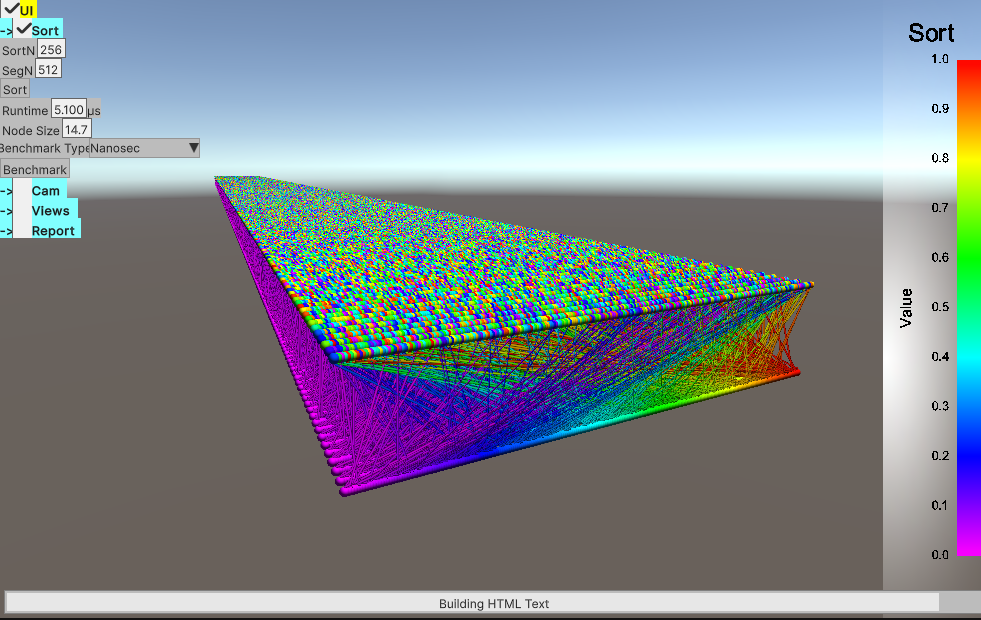 UI
-> Sort
SortN 256
SegN 512
Sort
Runtime 5.100 µs
Node Size 14.7
Benchmark Type Nanosec
Benchmark
-> Cam
-> Views
-> Report
Sort
1.0
0.9
0.8
0.7
0.6
0.5
0.4
0.3
0.2
0.1
0.0
Value
Building HTML Text